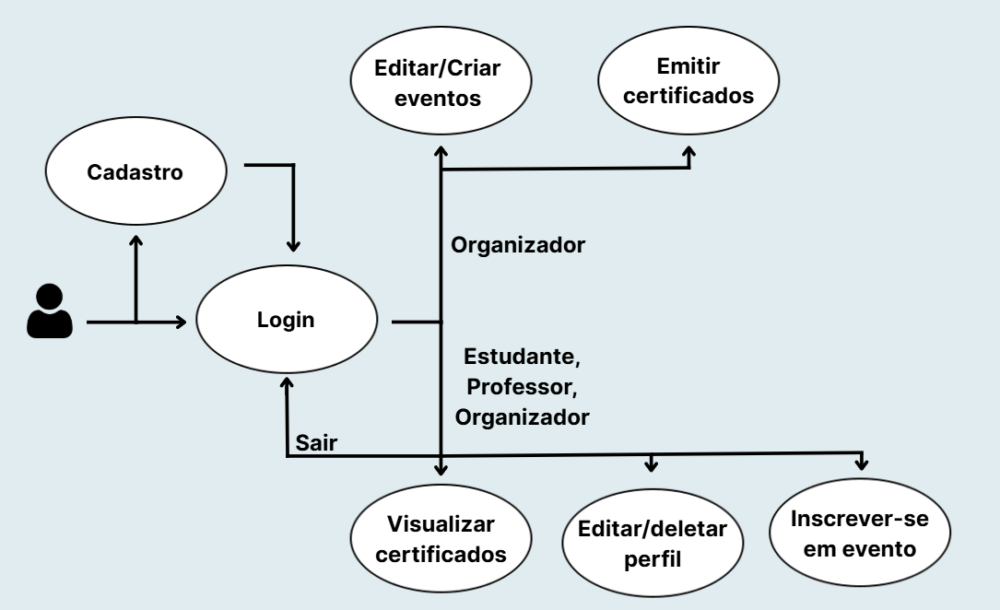 Editar/Criar
eventos
Emitir
certificados
Cadastro
Organizador
Login
Estudante,
Professor,
Organizador
Sair
Visualizar
certificados
Editar/deletar
perfil
Inscrever-se
em evento